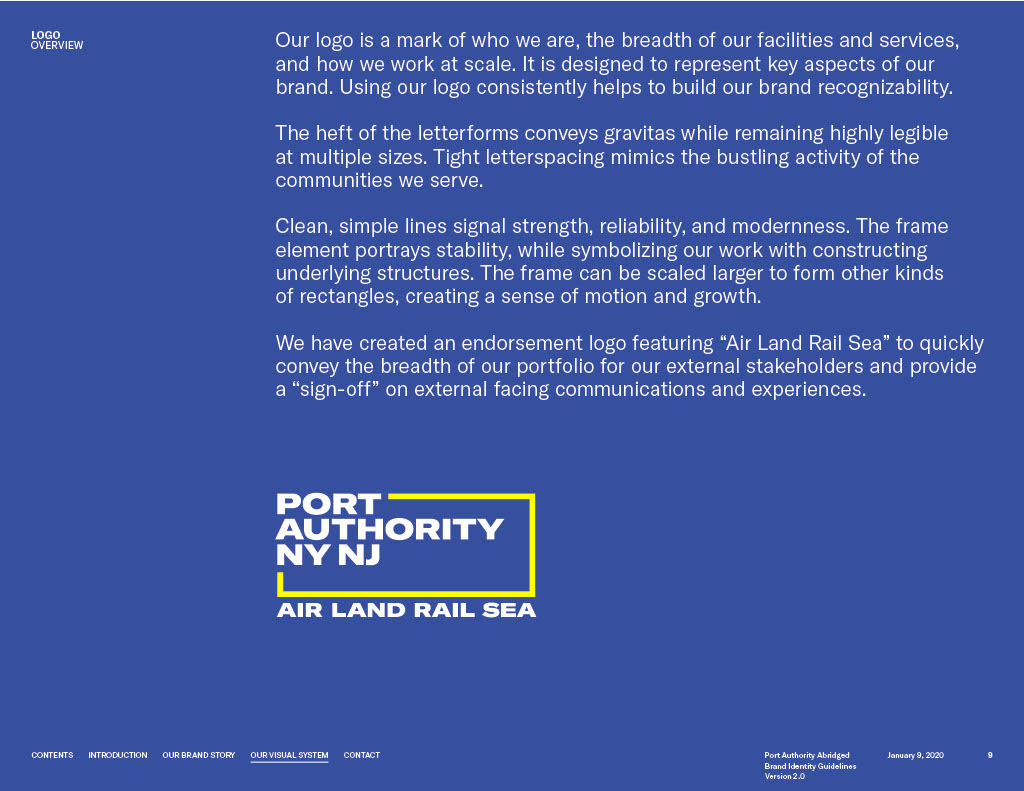 LOGO
OVERVIEW
Our logo is a mark of who we are, the breadth of our facilities and services,
and how we work at scale. It is designed to represent key aspects of our
brand. Using our logo consistently helps to build our brand recognizability.
The heft of the letterforms conveys gravitas while remaining highly legible
at multiple sizes. Tight letterspacing mimics the bustling activity of the
communities we serve.
Clean, simple lines signal strength, reliability, and modernness. The frame
element portrays stability, while symbolizing our work with constructing
underlying structures. The frame can be scaled larger to form other kinds
of rectangles, creating a sense of motion and growth.
We have created an endorsement logo featuring “Air Land Rail Sea” to quickly
convey the breadth of our portfolio for our external stakeholders and provide
a “sign-off” on external facing communications and experiences.
PORT
AUTHORITY
NY NJ
AIR LAND RAIL SEA
CONTENTS INTRODUCTION OUR BRAND STORY OUR VISUAL SYSTEM CONTACT
Port Authority Abridged
Brand Identity Guidelines
Version 2.0
January 9, 2020
9